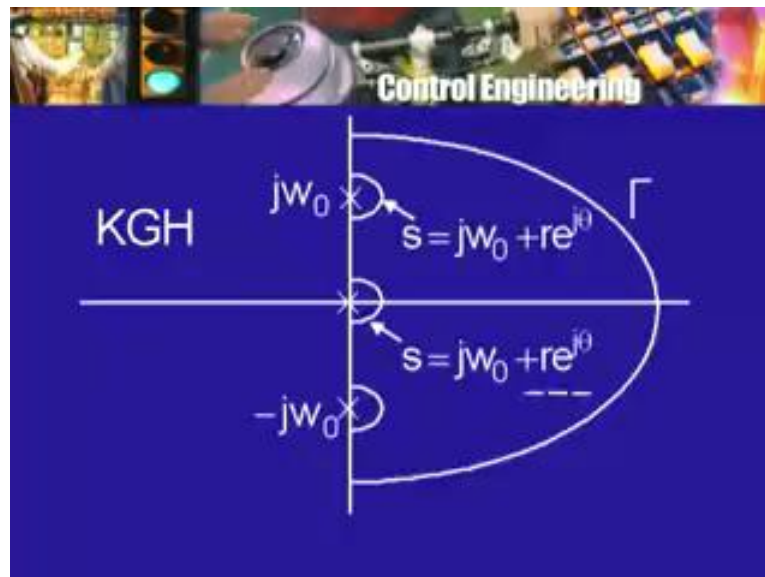 Control Engineering
jw₀
Γ
KGH
s=jw₀+re^jθ
s=jw₀+re^jθ
-jw₀